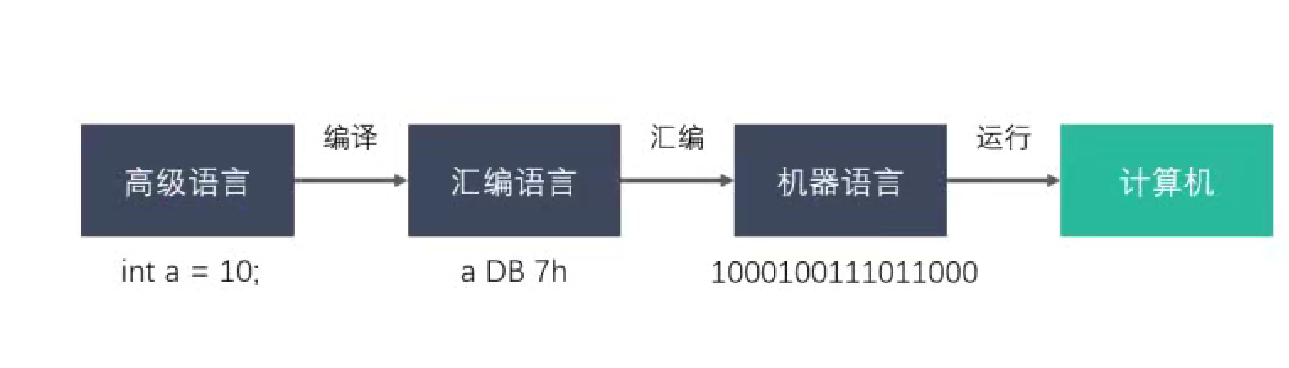 编译 汇编 运行
高级语言 汇编语言 机器语言 计算机
int a = 10; a DB 7h 1000100111011000